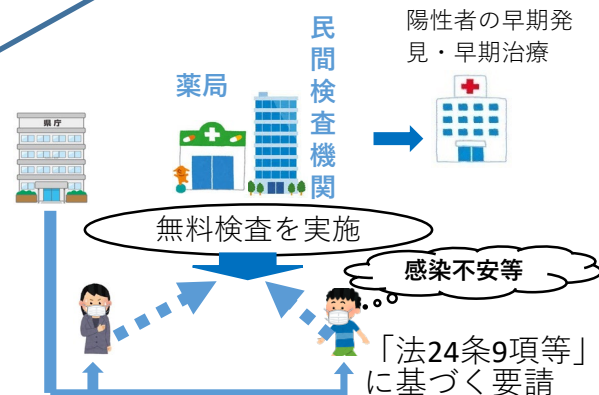 陽性者の早期発
見・早期治療
民間検査機関
薬局
県庁
無料検査を実施
感染不安等
「法24条9項等」
に基づく要請